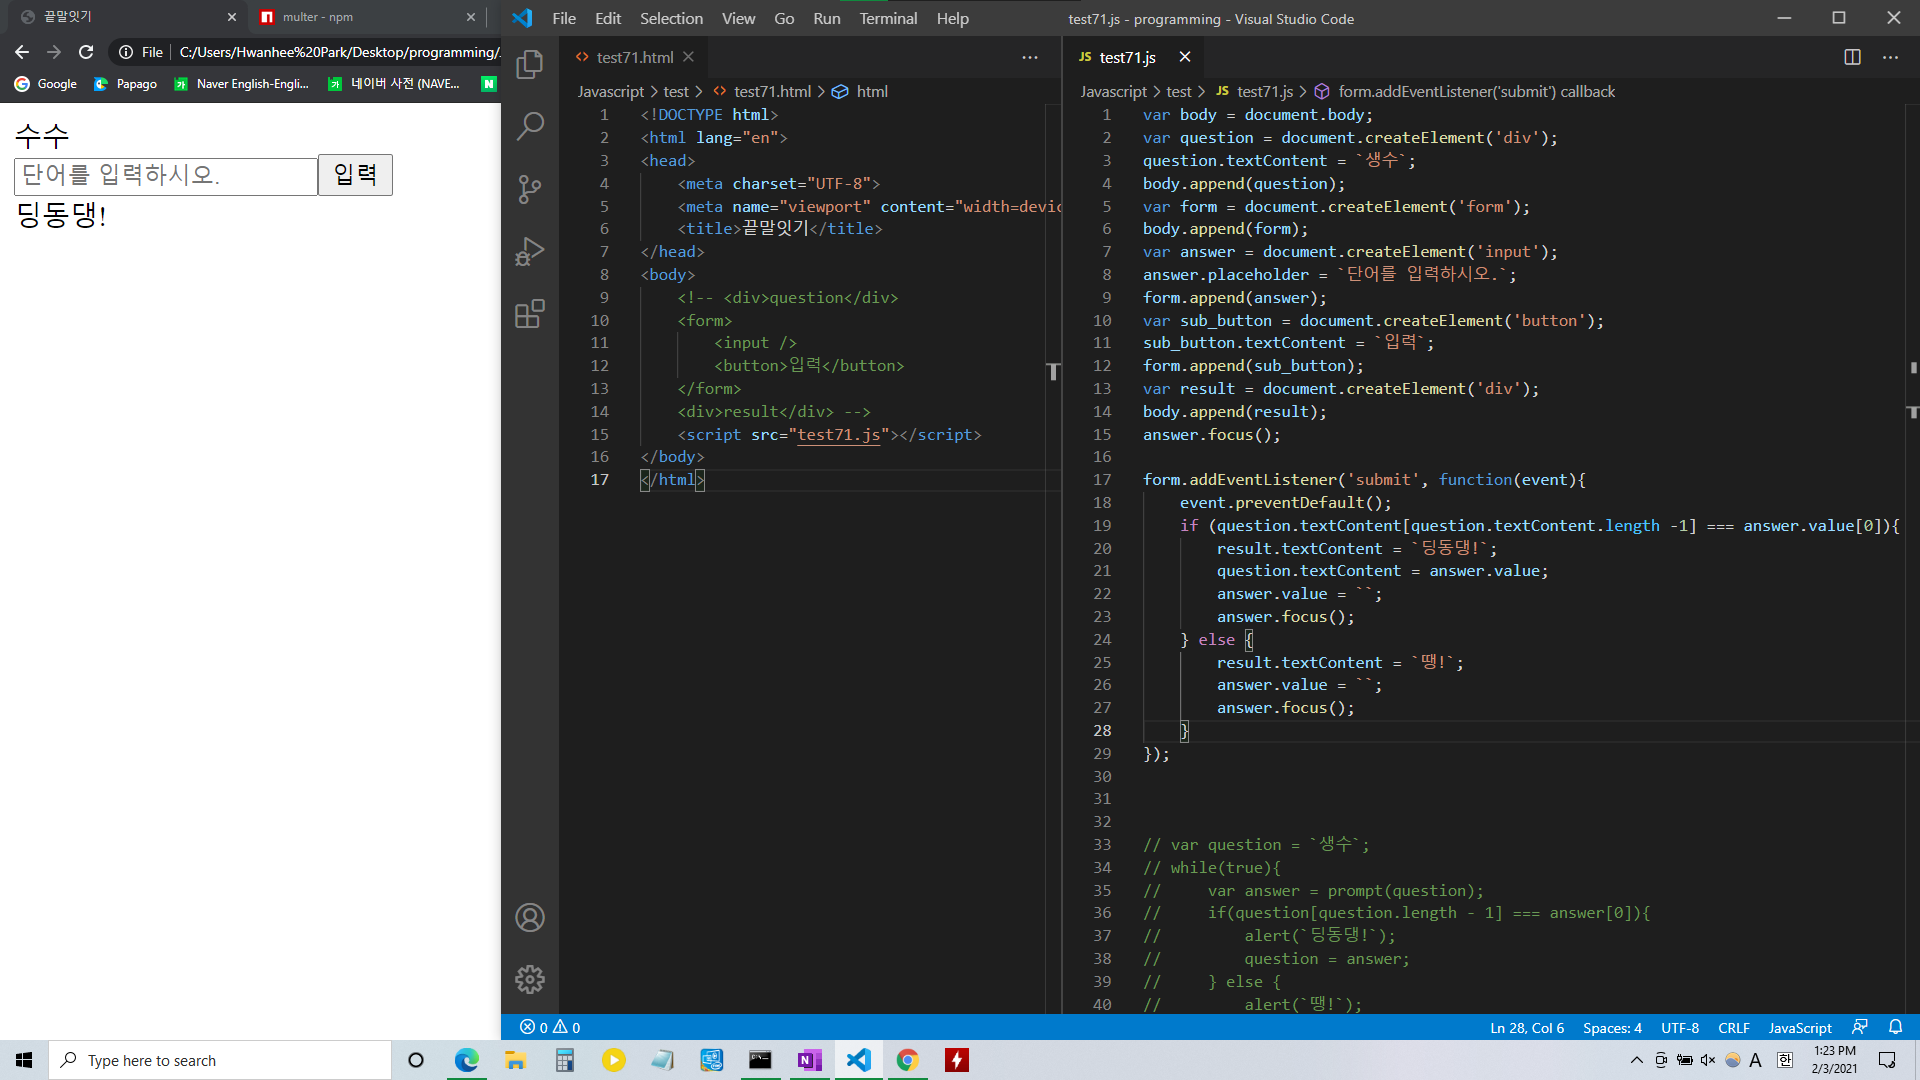 끝말잇기
multer - npm
File
C:/Users/Hwanhee%20Park/Desktop/programming/
Google
Papago
Naver English-Engli...
네이버 사전 (NAVE...
수수
단어를 입력하시오.
입력
딩동댕!
File Edit Selection View Go Run Terminal Help
test71.js - programming - Visual Studio Code
test71.html
Javascript > test > test71.html > html
1 <!DOCTYPE html>
2 <html lang="en">
3 <head>
4 <meta charset="UTF-8">
5 <meta name="viewport" content="width=devic
6 <title>끝말잇기</title>
7 </head>
8 <body>
9 <!-- <div>question</div>
10 <form>
11 <input />
12 <button>입력</button>
13 </form>
14 <div>result</div> -->
15 <script src="test71.js"></script>
16 </body>
17 </html>
JS test71.js
Javascript > test > JS test71.js > form.addEventListener('submit') callback
1 var body = document.body;
2 var question = document.createElement('div');
3 question.textContent = `생수`;
4 body.append(question);
5 var form = document.createElement('form');
6 body.append(form);
7 var answer = document.createElement('input');
8 answer.placeholder = `단어를 입력하시오.`;
9 form.append(answer);
10 var sub_button = document.createElement('button');
11 sub_button.textContent = `입력`;
12 form.append(sub_button);
13 var result = document.createElement('div');
14 body.append(result);
15 answer.focus();
16
17 form.addEventListener('submit', function(event){
18 event.preventDefault();
19 if (question.textContent[question.textContent.length -1] === answer.value[0]){
20 result.textContent = `딩동댕!`;
21 question.textContent = answer.value;
22 answer.value = ``;
23 answer.focus();
24 } else {
25 result.textContent = `땡!`;
26 answer.value = ``;
27 answer.focus();
28 }
29 });
30
31
32
33 // var question = `생수`;
34 // while(true){
35 // var answer = prompt(question);
36 // if(question[question.length - 1] === answer[0]){
37 // alert(`딩동댕!`);
38 // question = answer;
39 // } else {
40 // alert(`땡!`);
0 0
Ln 28, Col 6 Spaces: 4 UTF-8 CRLF JavaScript
Type here to search
A 한
1:23 PM
2/3/2021